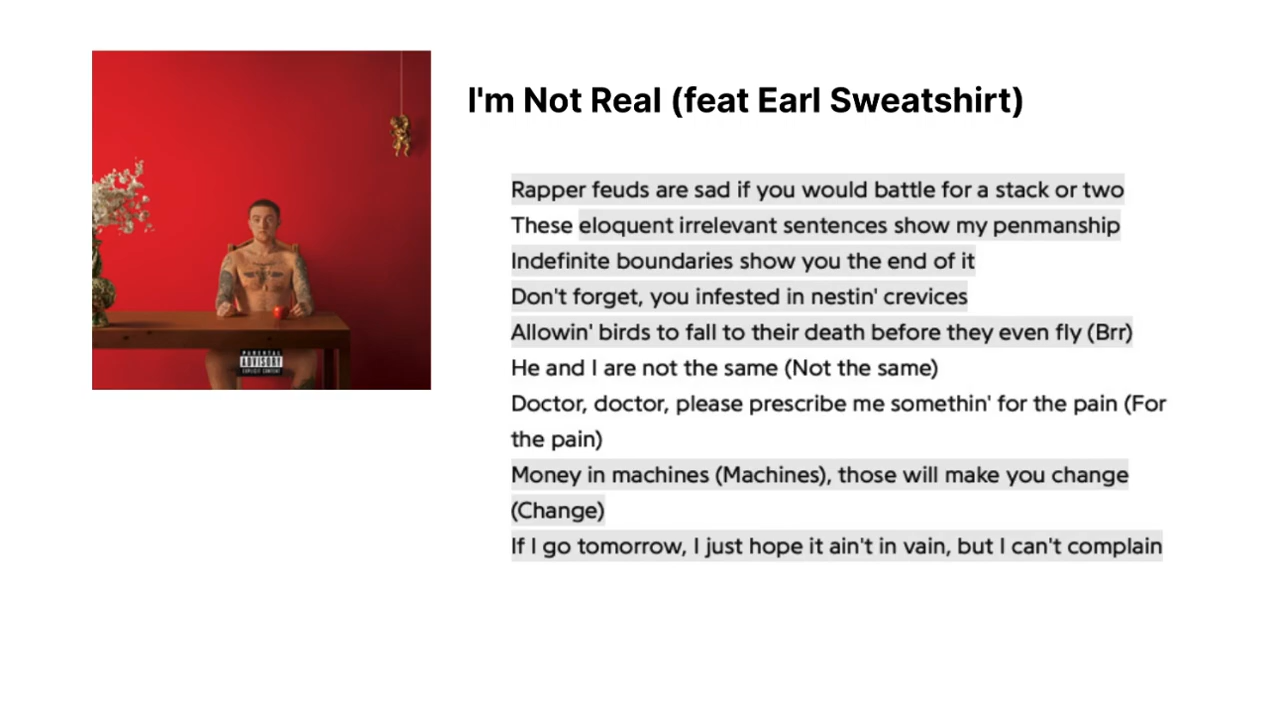 I'm Not Real (feat Earl Sweatshirt)
Rapper feuds are sad if you would battle for a stack or two
These eloquent irrelevant sentences show my penmanship
Indefinite boundaries show you the end of it
Don't forget, you infested in nestin' crevices
Allowin' birds to fall to their death before they even fly (Brr)
He and I are not the same (Not the same)
Doctor, doctor, please prescribe me somethin' for the pain (For
the pain)
Money in machines (Machines), those will make you change
(Change)
If I go tomorrow, I just hope it ain't in vain, but I can't complain
PARENTAL
ADVISORY
EXPLICIT CONTENT